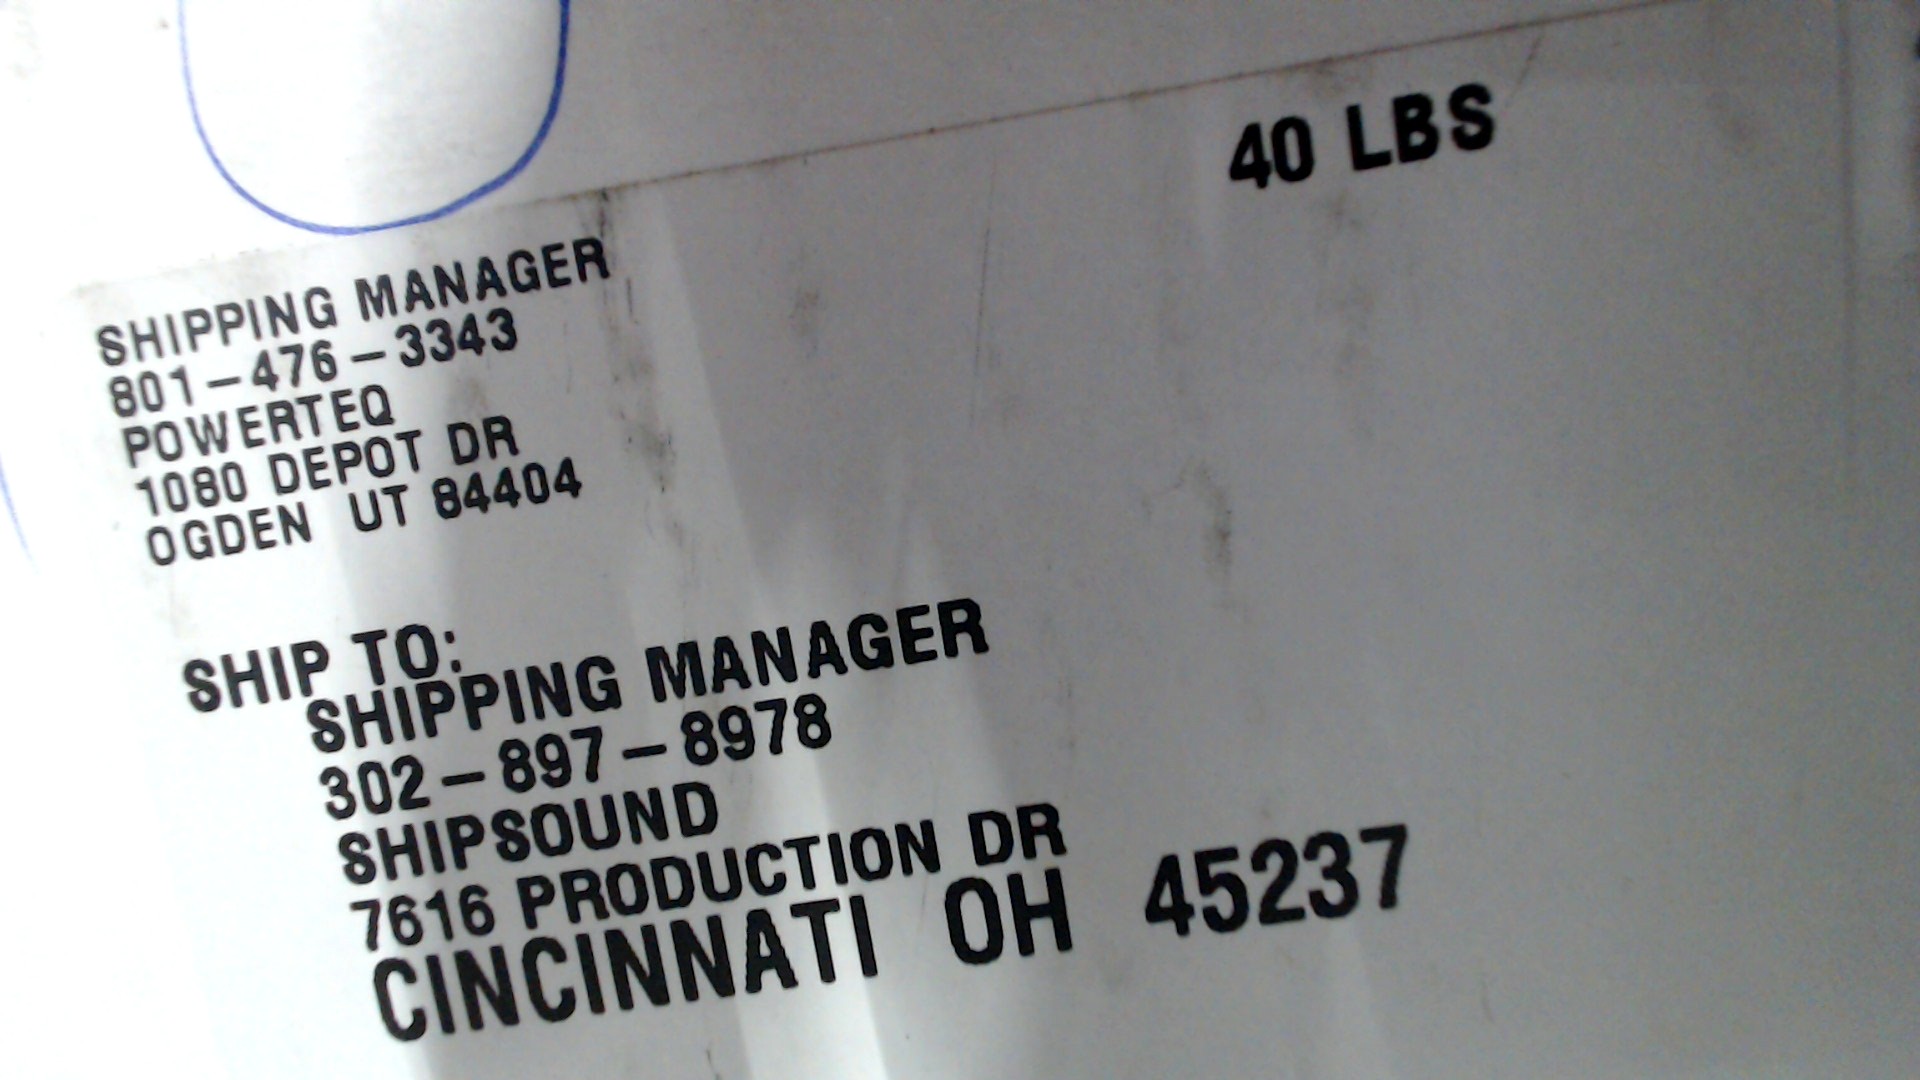 40 LBS
SHIPPING MANAGER
801-476-3343
POWERTEQ
1080 DEPOT DR
OGDEN UT 84404
SHIP TO:
SHIPPING MANAGER
302-897-8978
SHIPSOUND
7616 PRODUCTION DR
CINCINNATI OH 45237